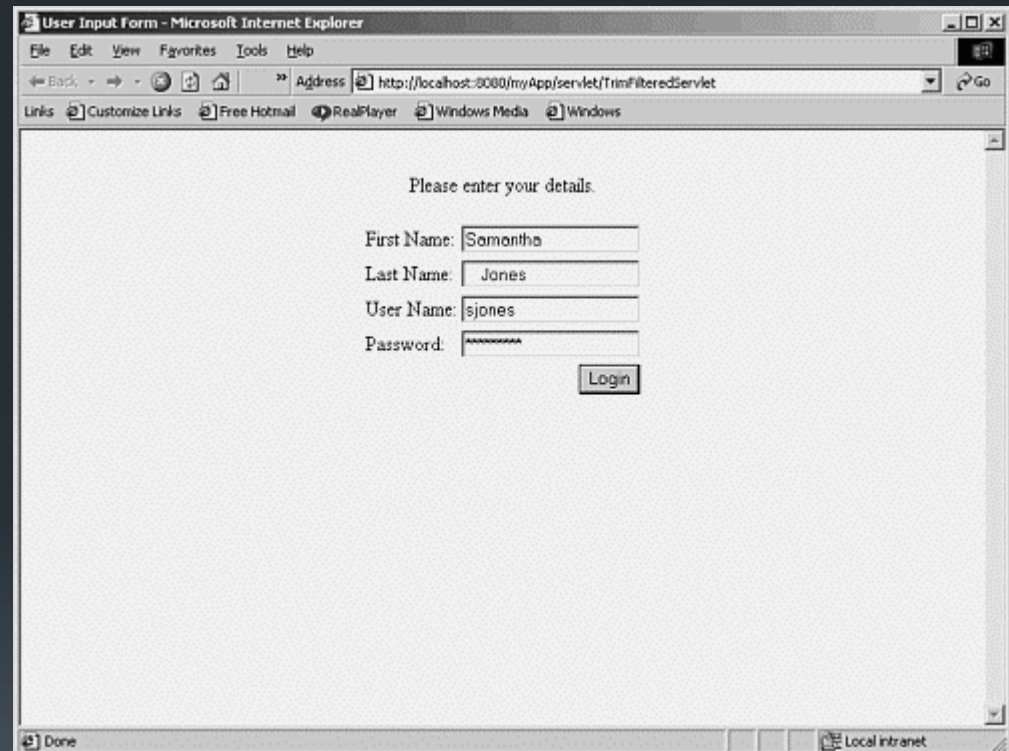 User Input Form - Microsoft Internet Explorer
File Edit View Favorites Tools Help
Back » Address http://localhost:8080/myApp/servlet/TrimFilteredServlet Go
Links Customize Links Free Hotmail RealPlayer Windows Media Windows
Please enter your details.
First Name: Samantha
Last Name: Jones
User Name: sjones
Password: *********
Login
Done Local intranet